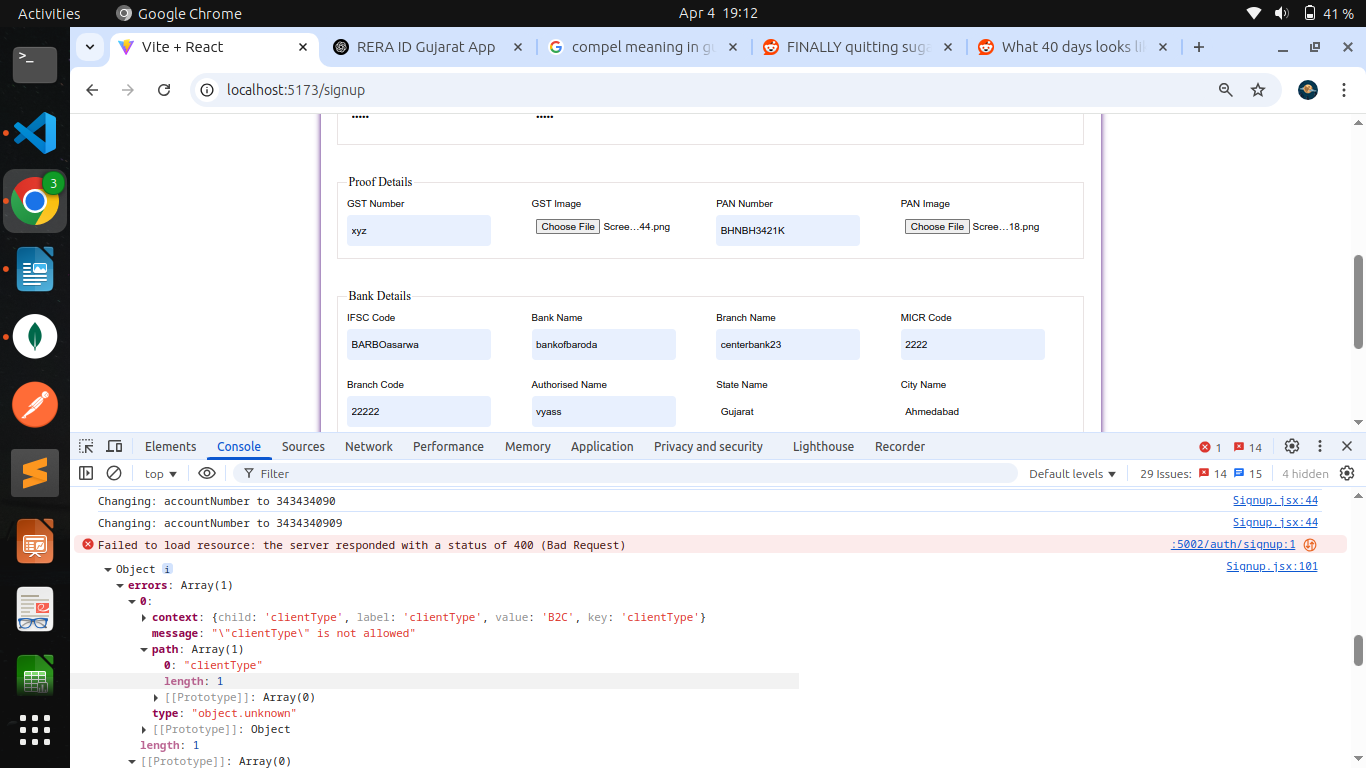 Activities Google Chrome Apr 4 19:12 41 %
Vite + React RERA ID Gujarat App compel meaning in gu FINALLY quitting suga What 40 days looks li
localhost:5173/signup
Proof Details
GST Number GST Image PAN Number PAN Image
xyz Choose File Scree...44.png BHNBH3421K Choose File Scree...18.png
Bank Details
IFSC Code Bank Name Branch Name MICR Code
BARBOasarwa bankofbaroda centerbank23 2222
Branch Code Authorised Name State Name City Name
22222 vyass Gujarat Ahmedabad
Elements Console Sources Network Performance Memory Application Privacy and security Lighthouse Recorder 1 14
top Filter Default levels 29 Issues: 14 15 4 hidden
Changing: accountNumber to 343434090 Signup.jsx:44
Changing: accountNumber to 3434340909 Signup.jsx:44
Failed to load resource: the server responded with a status of 400 (Bad Request) :5002/auth/signup:1
Object i Signup.jsx:101
errors: Array(1)
0:
context: {child: 'clientType', label: 'clientType', value: 'B2C', key: 'clientType'}
message: "\"clientType\" is not allowed"
path: Array(1)
0: "clientType"
length: 1
[[Prototype]]: Array(0)
type: "object.unknown"
[[Prototype]]: Object
length: 1
[[Prototype]]: Array(0)